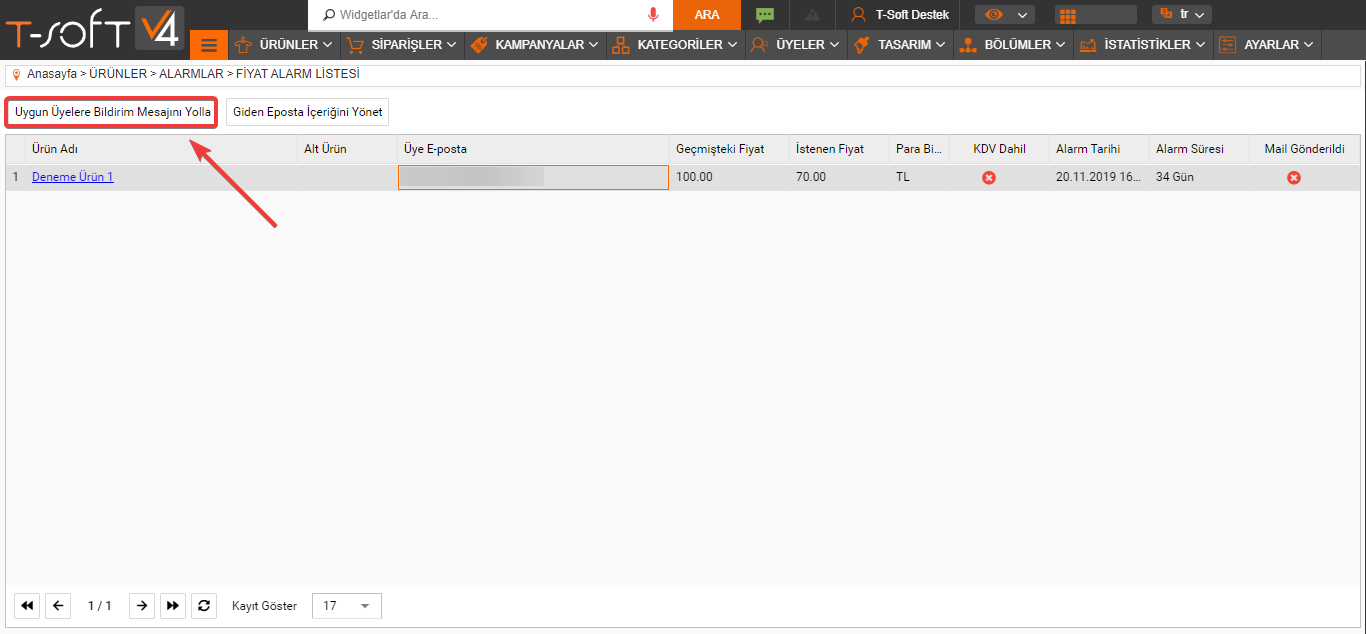 T-SOFT V4
Widgetlar'da Ara...
ARA
T-Soft Destek
tr
ÜRÜNLER
SİPARİŞLER
KAMPANYALAR
KATEGORİLER
ÜYELER
TASARIM
BÖLÜMLER
İSTATİSTİKLER
AYARLAR
Anasayfa > ÜRÜNLER > ALARMLAR > FİYAT ALARM LİSTESİ
Uygun Üyelere Bildirim Mesajını Yolla
Giden Eposta İçeriğini Yönet
Ürün Adı Alt Ürün Üye E-posta Geçmişteki Fiyat İstenen Fiyat Para Bi... KDV Dahil Alarm Tarihi Alarm Süresi Mail Gönderildi
1 Deneme Ürün 1 100.00 70.00 TL 20.11.2019 16... 34 Gün
1 / 1 Kayıt Göster 17